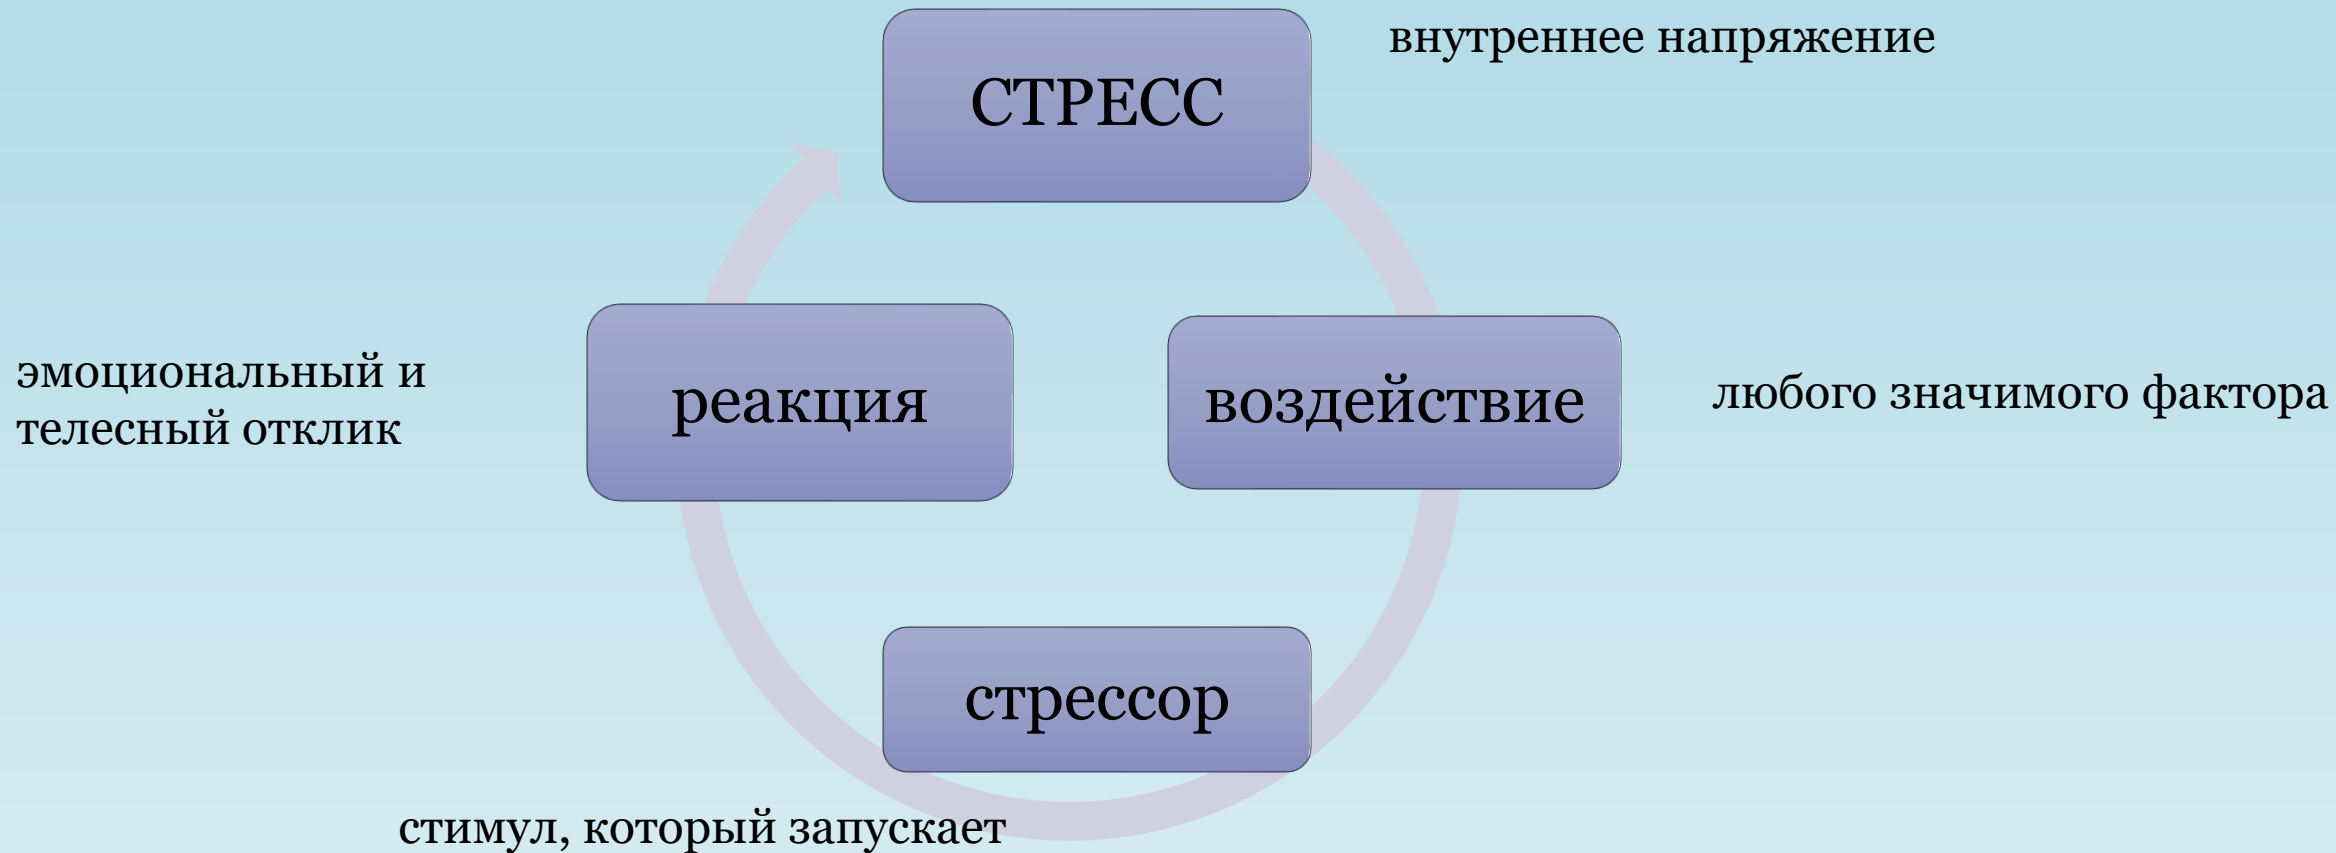 СТРЕСС
внутреннее напряжение
эмоциональный и
телесный отклик
реакция
воздействие
любого значимого фактора
стрессор
стимул, который запускает